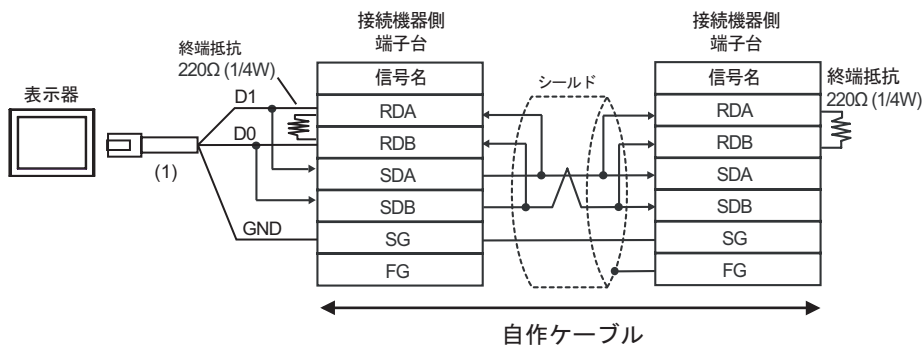 表示器
(1)
D1
D0
GND
終端抵抗
220Ω (1/4W)
接続機器側
端子台
信号名
RDA
RDB
SDA
SDB
SG
FG
シールド
接続機器側
端子台
信号名
RDA
RDB
SDA
SDB
SG
FG
終端抵抗
220Ω (1/4W)
自作ケーブル